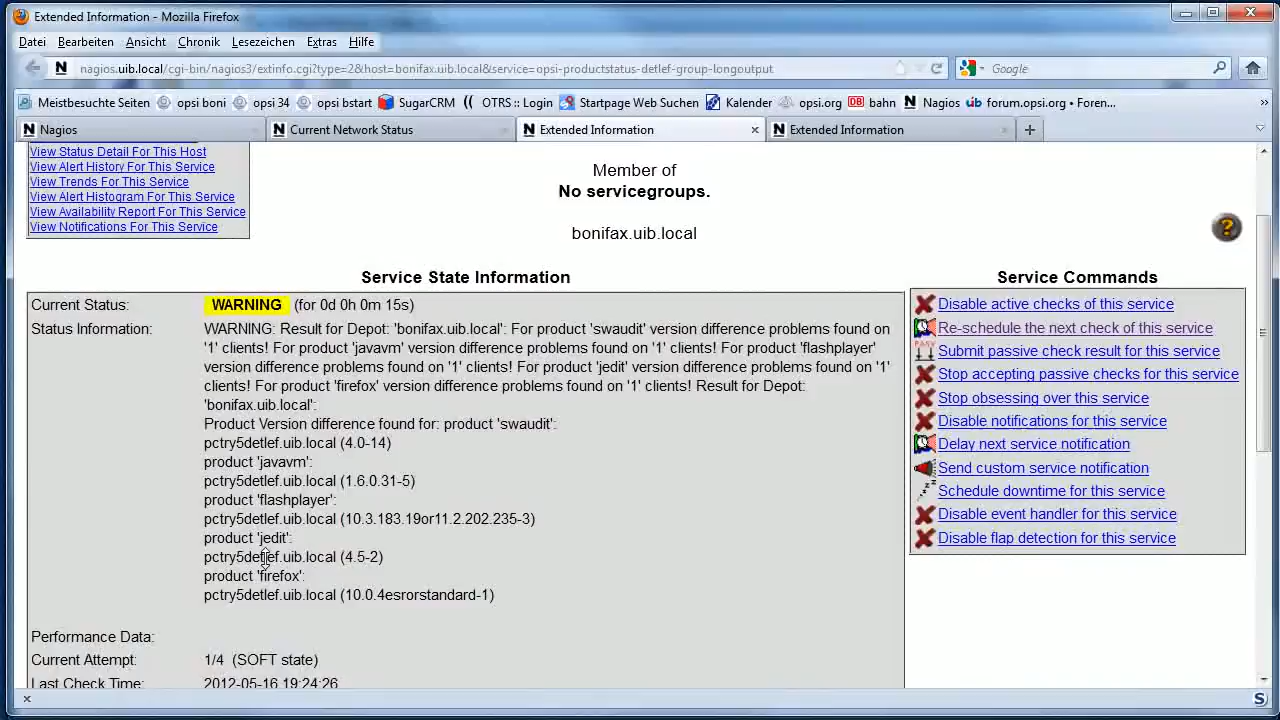 Extended Information - Mozilla Firefox
Datei Bearbeiten Ansicht Chronik Lesezeichen Extras Hilfe
N nagios.uib.local/cgi-bin/nagios3/extinfo.cgi?type=2&host=bonifax.uib.local&service=opsi-productstatus-detlef-group-longoutput
Google
Meistbesuchte Seiten opsi boni opsi 34 opsi bstart SugarCRM OTRS :: Login Startpage Web Suchen Kalender opsi.org DB bahn N Nagios uib forum.opsi.org • Foren... »
N Nagios
N Current Network Status
N Extended Information
N Extended Information
View Status Detail For This Host
View Alert History For This Service
View Trends For This Service
View Alert Histogram For This Service
View Availability Report For This Service
View Notifications For This Service
Member of
No servicegroups.
bonifax.uib.local
?
Service State Information
Current Status: WARNING (for 0d 0h 0m 15s)
Status Information: WARNING: Result for Depot: 'bonifax.uib.local': For product 'swaudit' version difference problems found on
'1' clients! For product 'javavm' version difference problems found on '1' clients! For product 'flashplayer'
version difference problems found on '1' clients! For product 'jedit' version difference problems found on '1'
clients! For product 'firefox' version difference problems found on '1' clients! Result for Depot:
'bonifax.uib.local':
Product Version difference found for: product 'swaudit':
pctry5detlef.uib.local (4.0-14)
product 'javavm':
pctry5detlef.uib.local (1.6.0.31-5)
product 'flashplayer':
pctry5detlef.uib.local (10.3.183.19or11.2.202.235-3)
product 'jedit':
pctry5detlef.uib.local (4.5-2)
product 'firefox':
pctry5detlef.uib.local (10.0.4esrorstandard-1)
Performance Data:
Current Attempt: 1/4 (SOFT state)
Last Check Time: 2012-05-16 19:24:26
Service Commands
Disable active checks of this service
Re-schedule the next check of this service
PASV Submit passive check result for this service
Stop accepting passive checks for this service
Stop obsessing over this service
Disable notifications for this service
Delay next service notification
Send custom service notification
Schedule downtime for this service
Disable event handler for this service
Disable flap detection for this service
S